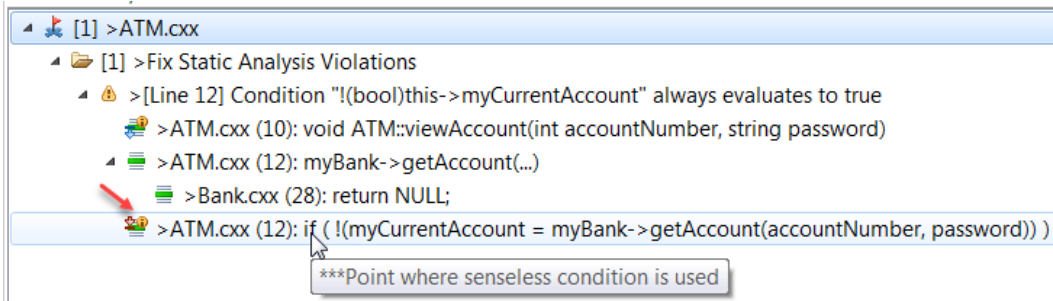 [1] >ATM.cxx
[1] >Fix Static Analysis Violations
>[Line 12] Condition "!(bool)this->myCurrentAccount" always evaluates to true
>ATM.cxx (10): void ATM::viewAccount(int accountNumber, string password)
>ATM.cxx (12): myBank->getAccount(...)
>Bank.cxx (28): return NULL;
>ATM.cxx (12): if ( !(myCurrentAccount = myBank->getAccount(accountNumber, password)) )
***Point where senseless condition is used